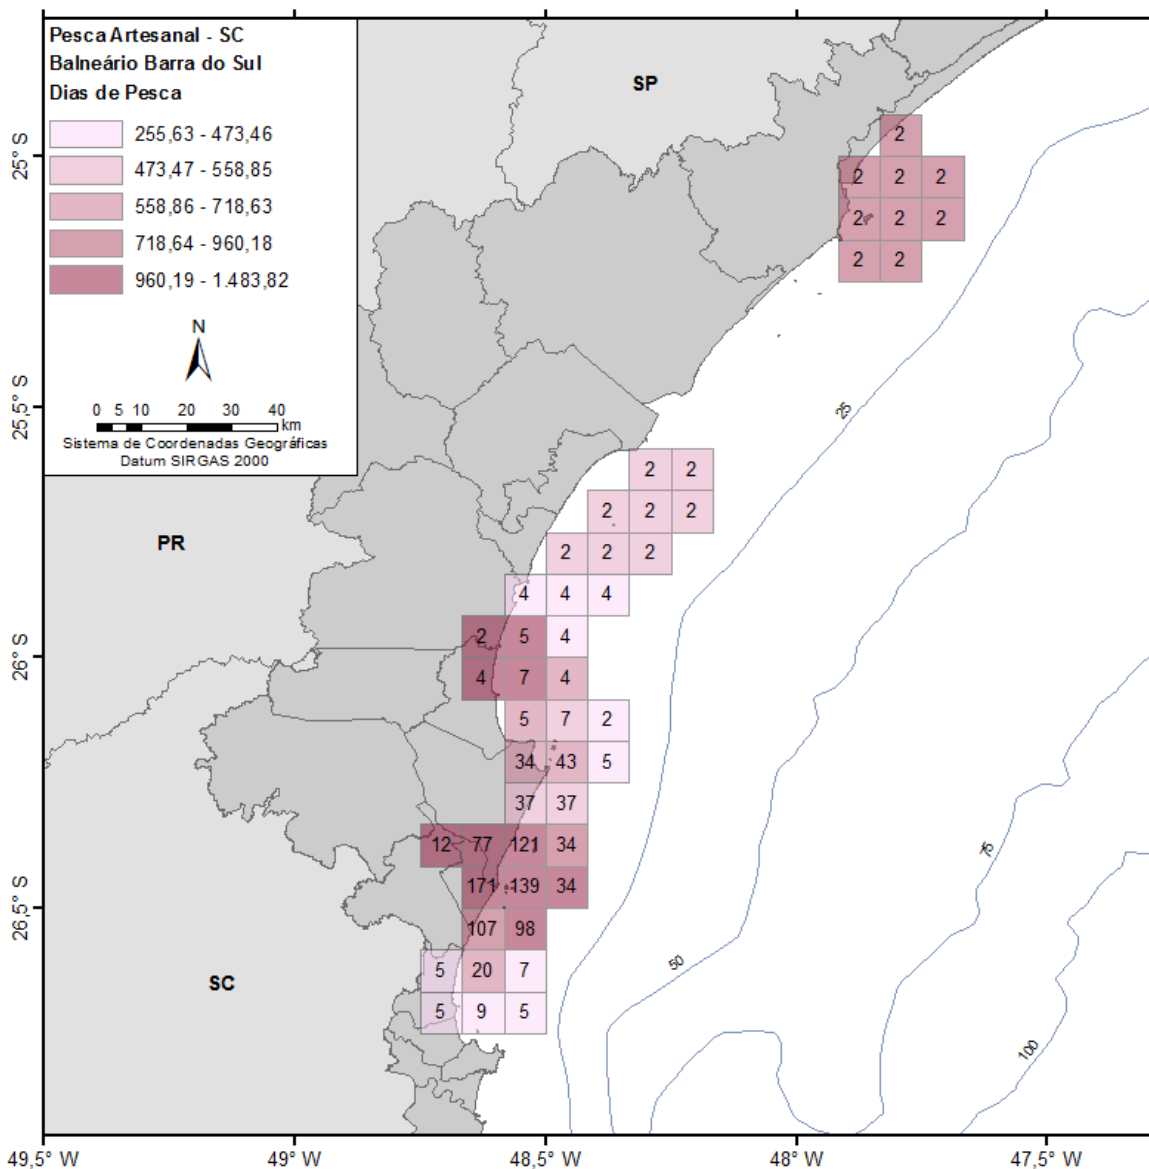 Pesca Artesanal - SC
Balneário Barra do Sul
Dias de Pesca
255,63 - 473,46
473,47 - 558,85
558,86 - 718,63
718,64 - 960,18
960,19 - 1.483,82
N
0 5 10 20 30 40
km
Sistema de Coordenadas Geográficas
Datum SIRGAS 2000
SP
PR
SC
25° S
25,5° S
26° S
26,5° S
2
2 2 2
2 2 2
2 2
25
2 2
2 2 2
2 2 2
4 4 4
2 5 4
4 7 4
5 7 2
34 43 5
37 37
12 77 121 34
75
171 139 34
107 98
50
5 20 7
5 9 5
100
49,5° W 49° W 48,5° W 48° W 47,5° W